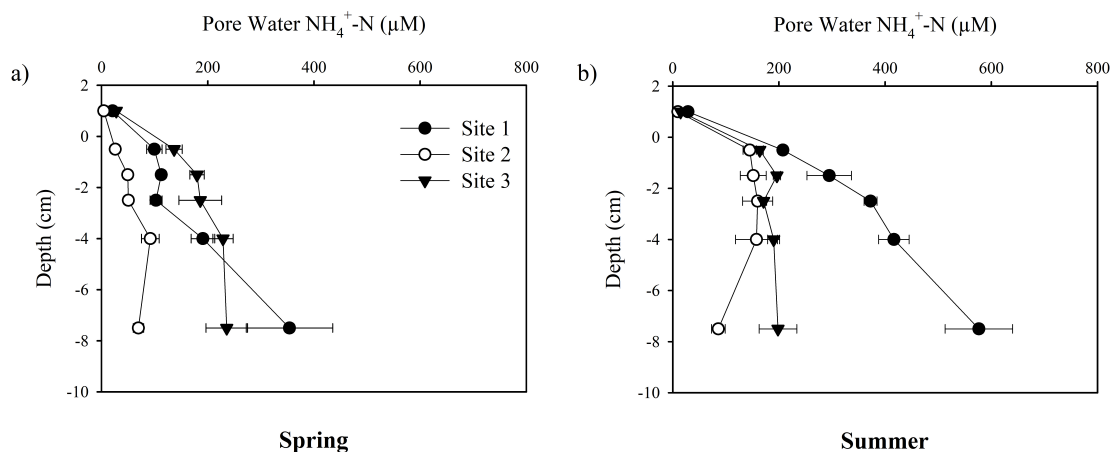 Pore Water NH₄⁺-N (µM)
a)
0 200 400 600 800
2
0
-2
-4
-6
-8
-10
Depth (cm)
Site 1
Site 2
Site 3
Spring
Pore Water NH₄⁺-N (µM)
b)
0 200 400 600 800
2
0
-2
-4
-6
-8
-10
Depth (cm)
Summer